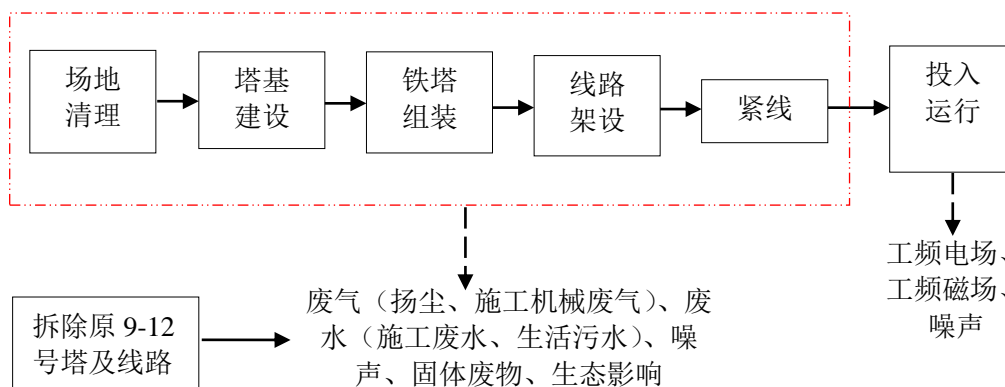 场地
清理
塔基
建设
铁塔
组装
线路
架设
紧线
投入
运行
工频电场、
工频磁场、
噪声
拆除原 9-12
号塔及线路
废气（扬尘、施工机械废气）、废
水（施工废水、生活污水）、噪
声、固体废物、生态影响